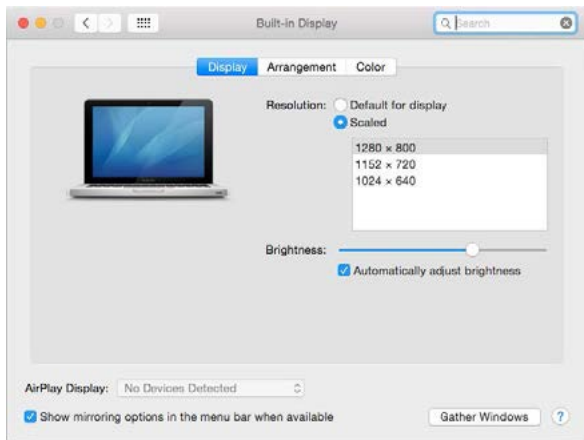 Built-in Display
Search
Display Arrangement Color
Resolution: Default for display
Scaled
1280 × 800
1152 × 720
1024 × 640
Brightness:
Automatically adjust brightness
AirPlay Display: No Devices Detected
Show mirroring options in the menu bar when available
Gather Windows ?